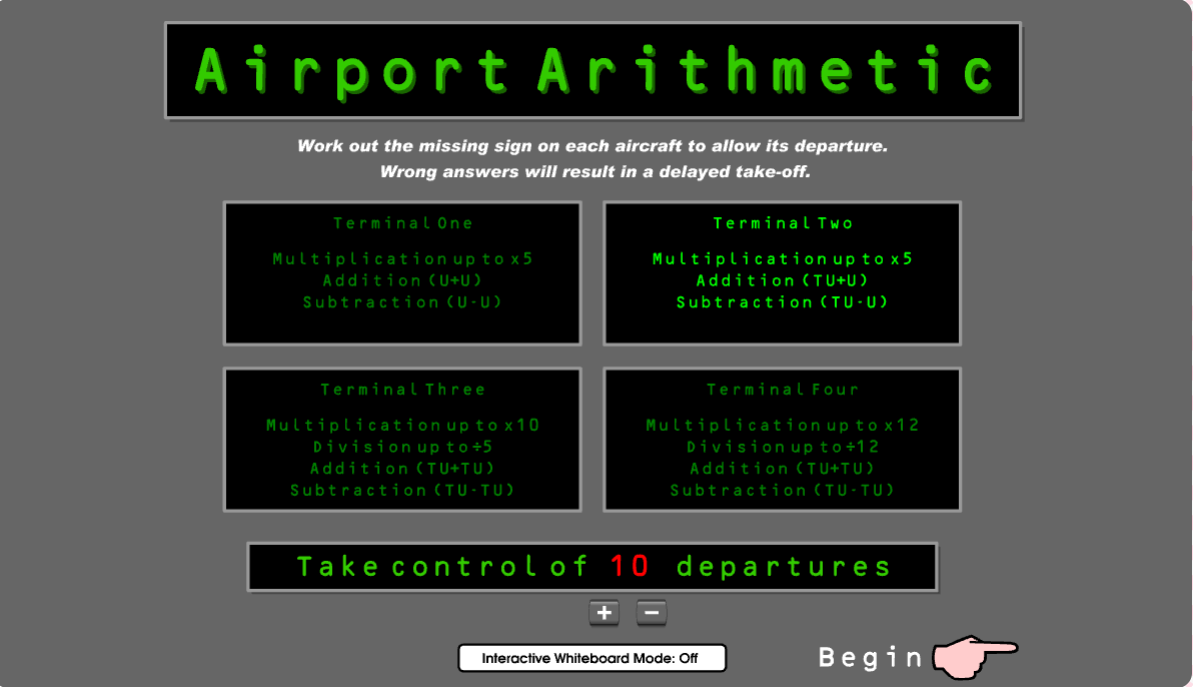 Airport Arithmetic
Work out the missing sign on each aircraft to allow its departure.
Wrong answers will result in a delayed take-off.
Terminal One
Multiplication up to x5
Addition (U+U)
Subtraction (U-U)
Terminal Two
Multiplication up to x5
Addition (TU+U)
Subtraction (TU-U)
Terminal Three
Multiplication up to x10
Division up to ÷5
Addition (TU+TU)
Subtraction (TU-TU)
Terminal Four
Multiplication up to x12
Division up to ÷12
Addition (TU+TU)
Subtraction (TU-TU)
Take control of 10 departures
+ −
Interactive Whiteboard Mode: Off
Begin